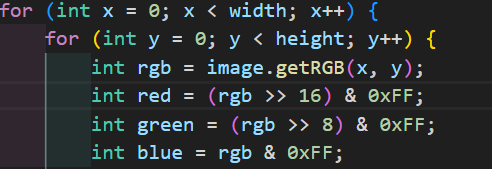 for (int x = 0; x < width; x++) {
for (int y = 0; y < height; y++) {
int rgb = image.getRGB(x, y);
int red = (rgb >> 16) & 0xFF;
int green = (rgb >> 8) & 0xFF;
int blue = rgb & 0xFF;